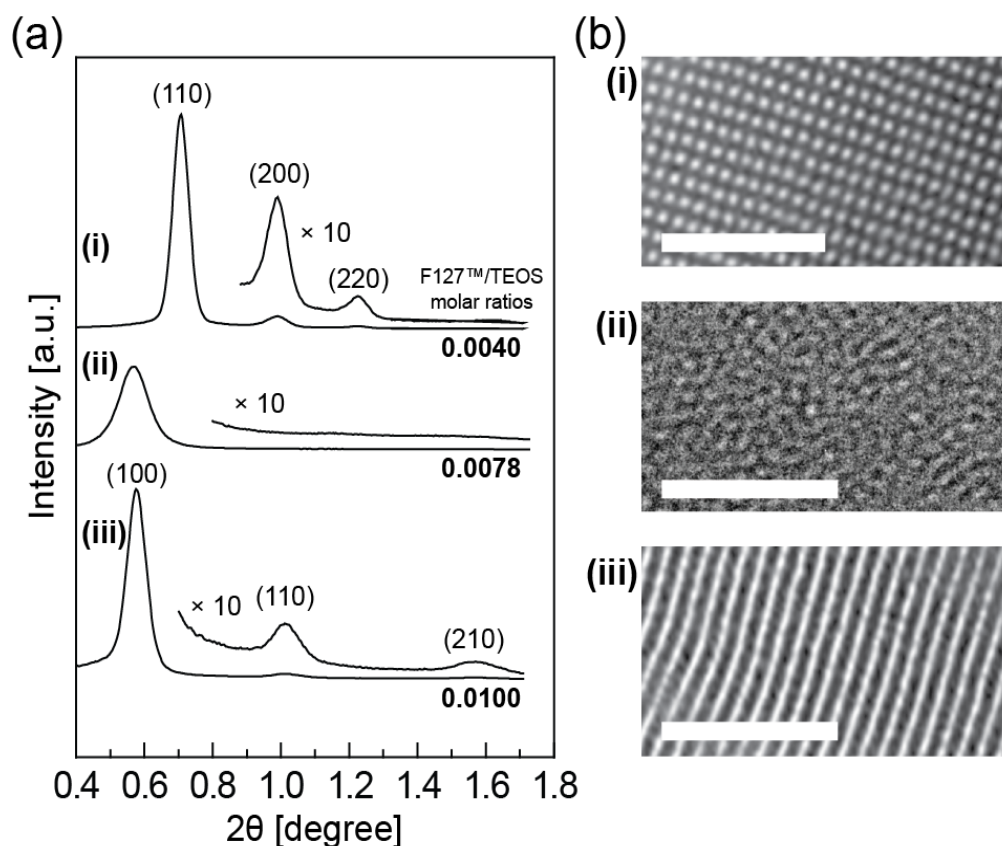 (a)
(b)
(110)
(200)
× 10
(220)
(i)
F127™/TEOS
molar ratios
0.0040
(ii)
× 10
0.0078
(100)
(iii)
× 10
(110)
(210)
0.0100
Intensity [a.u.]
0.4 0.6 0.8 1.0 1.2 1.4 1.6 1.8
2θ [degree]
(i)
(ii)
(iii)